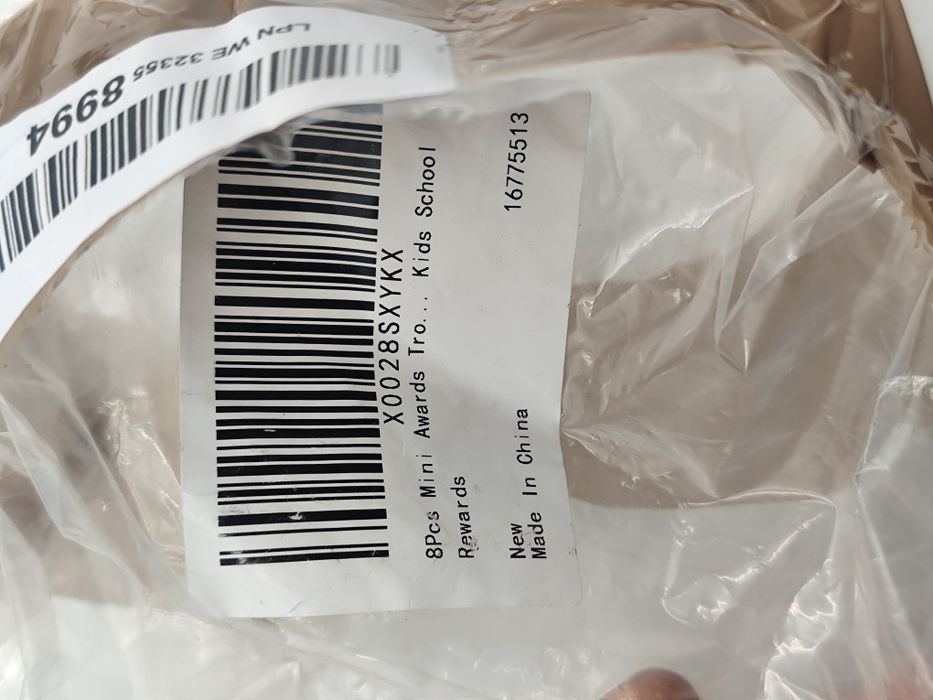 LPN WE 32355 8994
X0028SXYKX
8Pcs Mini Awards Tro... Kids School
Rewards
16775513
New
Made In China